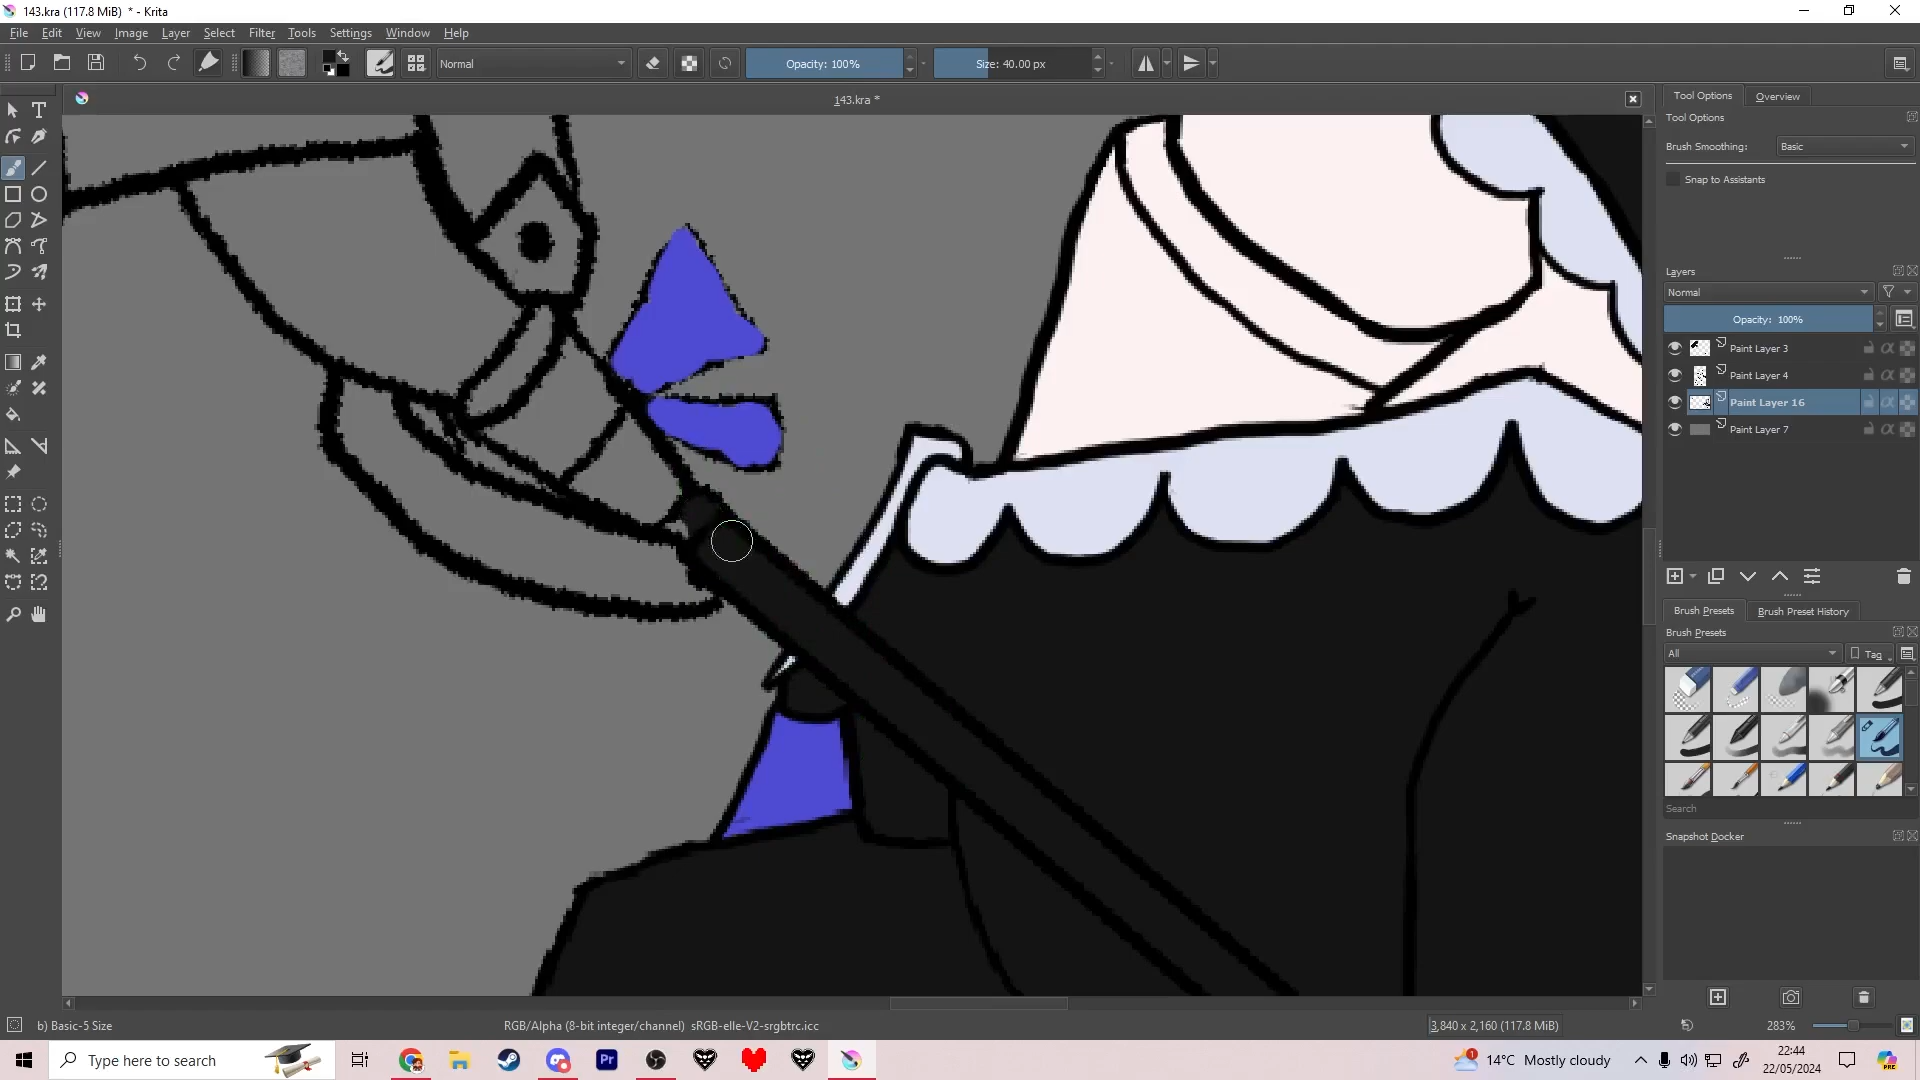 143.kra (117.8 MiB)  * - Krita
File Edit View Image Layer Select Filter Tools Settings Window Help
Normal Opacity: 100% Size: 40.00 px
143.kra *
Tool Options Overview
Tool Options
Brush Smoothing: Basic
Snap to Assistants
Layers
Normal
Opacity:  100%
Paint Layer 3
Paint Layer 4
Paint Layer 16
Paint Layer 7
Brush Presets Brush Preset History
Brush Presets
All Tag
Search
Snapshot Docker
b) Basic-5 Size RGB/Alpha (8-bit integer/channel)  sRGB-elle-V2-srgbtrc.icc 3,840 x 2,160 (117.8 MiB) 283%
Type here to search Pr 1 14°C Mostly cloudy 22:44
22/05/2024
PRE